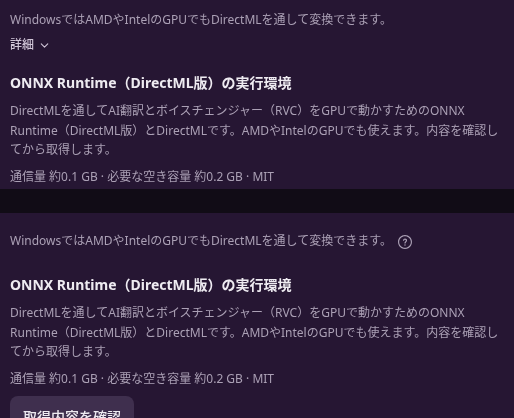 WindowsではAMDやIntelのGPUでもDirectMLを通して変換できます。
詳細
ONNX Runtime（DirectML版）の実行環境
DirectMLを通してAI翻訳とボイスチェンジャー（RVC）をGPUで動かすためのONNX
Runtime（DirectML版）とDirectMLです。AMDやIntelのGPUでも使えます。内容を確認し
てから取得します。
通信量 約0.1 GB · 必要な空き容量 約0.2 GB · MIT
WindowsではAMDやIntelのGPUでもDirectMLを通して変換できます。 ?
ONNX Runtime（DirectML版）の実行環境
DirectMLを通してAI翻訳とボイスチェンジャー（RVC）をGPUで動かすためのONNX
Runtime（DirectML版）とDirectMLです。AMDやIntelのGPUでも使えます。内容を確認し
てから取得します。
通信量 約0.1 GB · 必要な空き容量 約0.2 GB · MIT
取得内容を確認